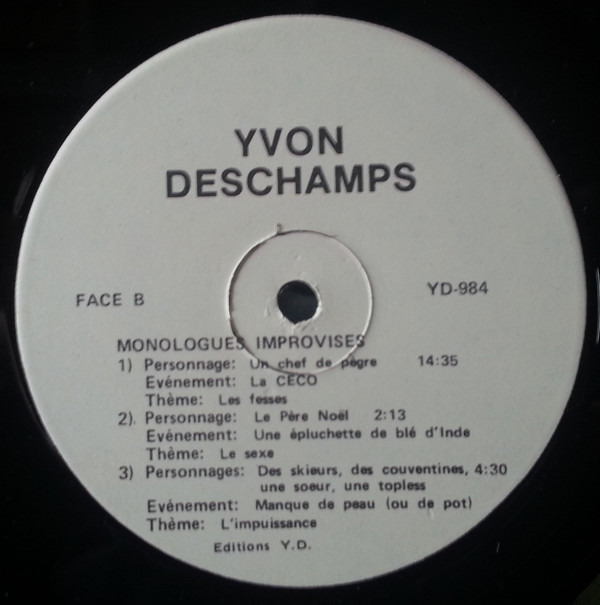 YVON
DESCHAMPS
FACE B
YD-984
MONOLOGUES IMPROVISES
1) Personnage: Un chef de pègre 14:35
Evénement: La CECO
Thème: Les fesses
2). Personnage: Le Père Noël 2:13
Evénement: Une épluchette de blé d'Inde
Thème: Le sexe
3) Personnages: Des skieurs, des couventines, 4:30
une soeur, une topless
Evénement: Manque de peau (ou de pot)
Thème: L'impuissance
Editions Y.D.